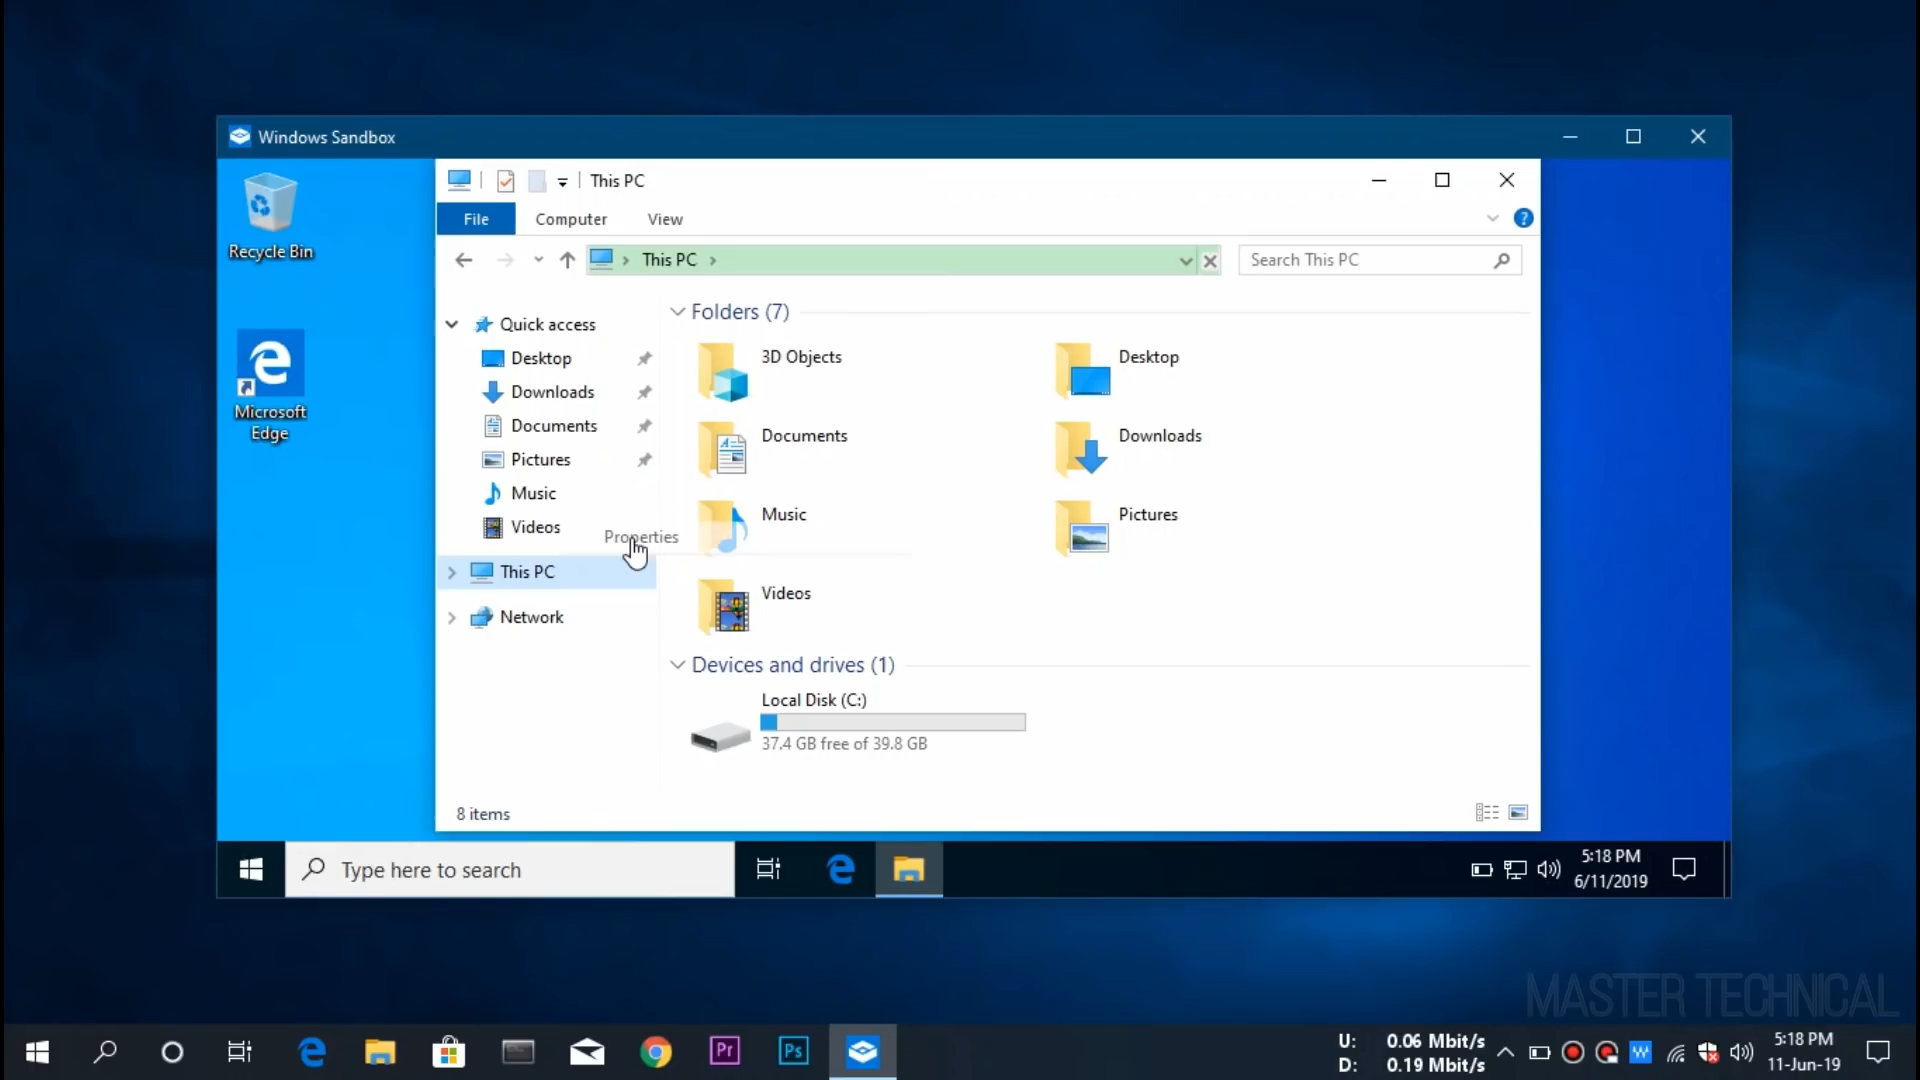 Windows Sandbox
Recycle Bin
Microsoft
Edge
This PC
File Computer View
This PC
Search This PC
Quick access
Desktop
Downloads
Documents
Pictures
Music
Videos
This PC
Network
Properties
Folders (7)
3D Objects
Desktop
Documents
Downloads
Music
Pictures
Videos
Devices and drives (1)
Local Disk (C:)
37.4 GB free of 39.8 GB
8 items
Type here to search
5:18 PM
6/11/2019
MASTER TECHNICAL
Pr
Ps
U: 0.06 Mbit/s
D: 0.19 Mbit/s
W
5:18 PM
11-Jun-19